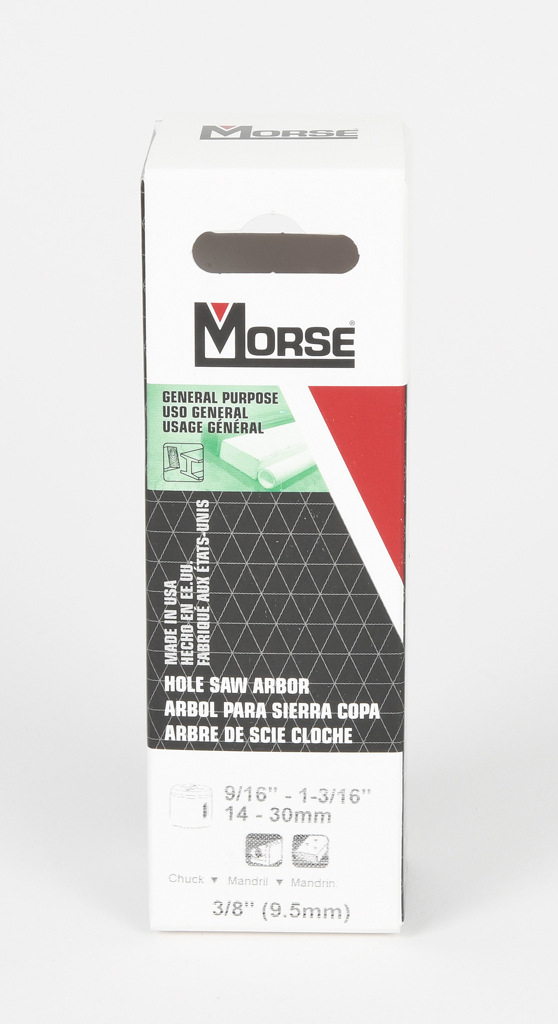 MORSE
MORSE®
GENERAL PURPOSE
USO GENERAL
USAGE GÉNÉRAL
MADE IN USA
HECHO EN EE.UU.
FABRIQUÉ AUX ÉTATS-UNIS
HOLE SAW ARBOR
ARBOL PARA SIERRA COPA
ARBRE DE SCIE CLOCHE
9/16" - 1-3/16"
14 - 30mm
Chuck ▼ Mandril ▼ Mandrin
3/8" (9.5mm)